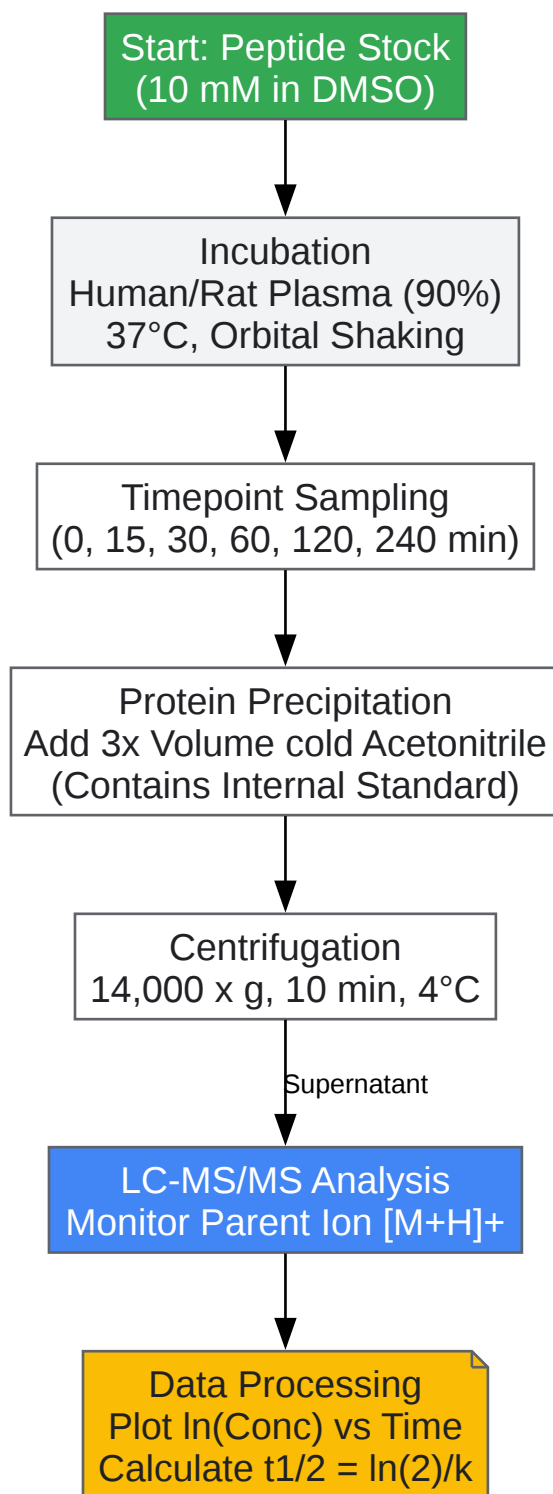 Start: Peptide Stock
(10 mM in DMSO)
Incubation
Human/Rat Plasma (90%)
37°C, Orbital Shaking
Timepoint Sampling
(0, 15, 30, 60, 120, 240 min)
Protein Precipitation
Add 3x Volume cold Acetonitrile
(Contains Internal Standard)
Centrifugation
14,000 x g, 10 min, 4°C
Supernatant
LC-MS/MS Analysis
Monitor Parent Ion [M+H]+
Data Processing
Plot ln(Conc) vs Time
Calculate t1/2 = ln(2)/k